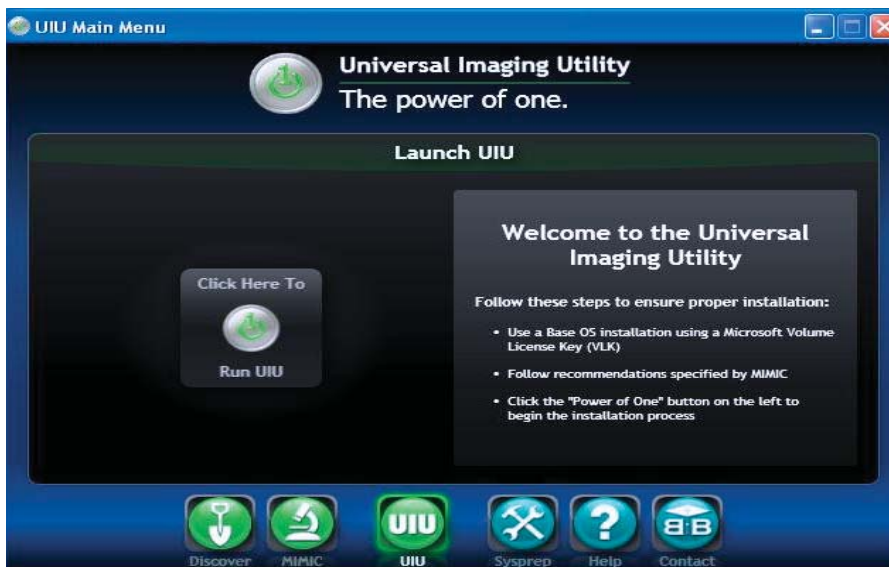 UIU Main Menu
Universal Imaging Utility
The power of one.
Launch UIU
Click Here To
Run UIU
Welcome to the Universal
Imaging Utility
Follow these steps to ensure proper installation:
• Use a Base OS installation using a Microsoft Volume
License Key (VLK)
• Follow recommendations specified by MIMIC
• Click the "Power of One" button on the left to
begin the installation process
UIU
B·B
Discover MIMIC UIU Sysprep Help Contact